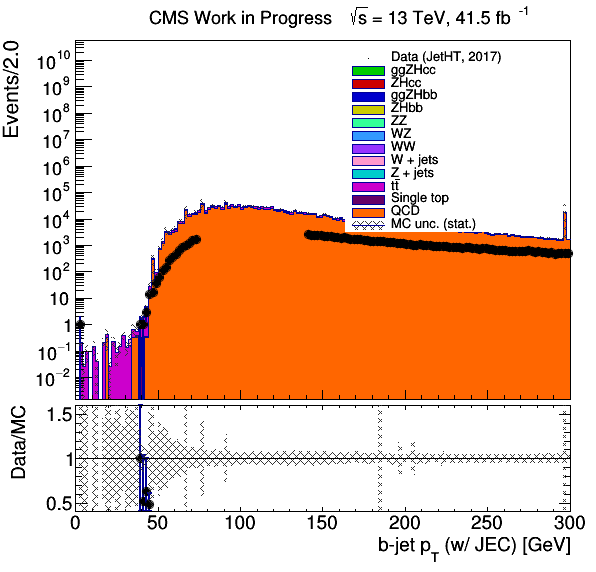 CMS Work in Progress √s = 13 TeV, 41.5 fb⁻¹
Events/2.0
10¹⁰
10⁹
10⁸
10⁷
10⁶
10⁵
10⁴
10³
10²
10
1
10⁻¹
10⁻²
Data (JetHT, 2017)
ggZHcc
ZHcc
ggZHbb
ZHbb
ZZ
WZ
WW
W + jets
Z + jets
tt̄
Single top
QCD
MC unc. (stat.)
Data/MC
1.5
1
0.5
0 50 100 150 200 250 300
b-jet p_T (w/ JEC) [GeV]